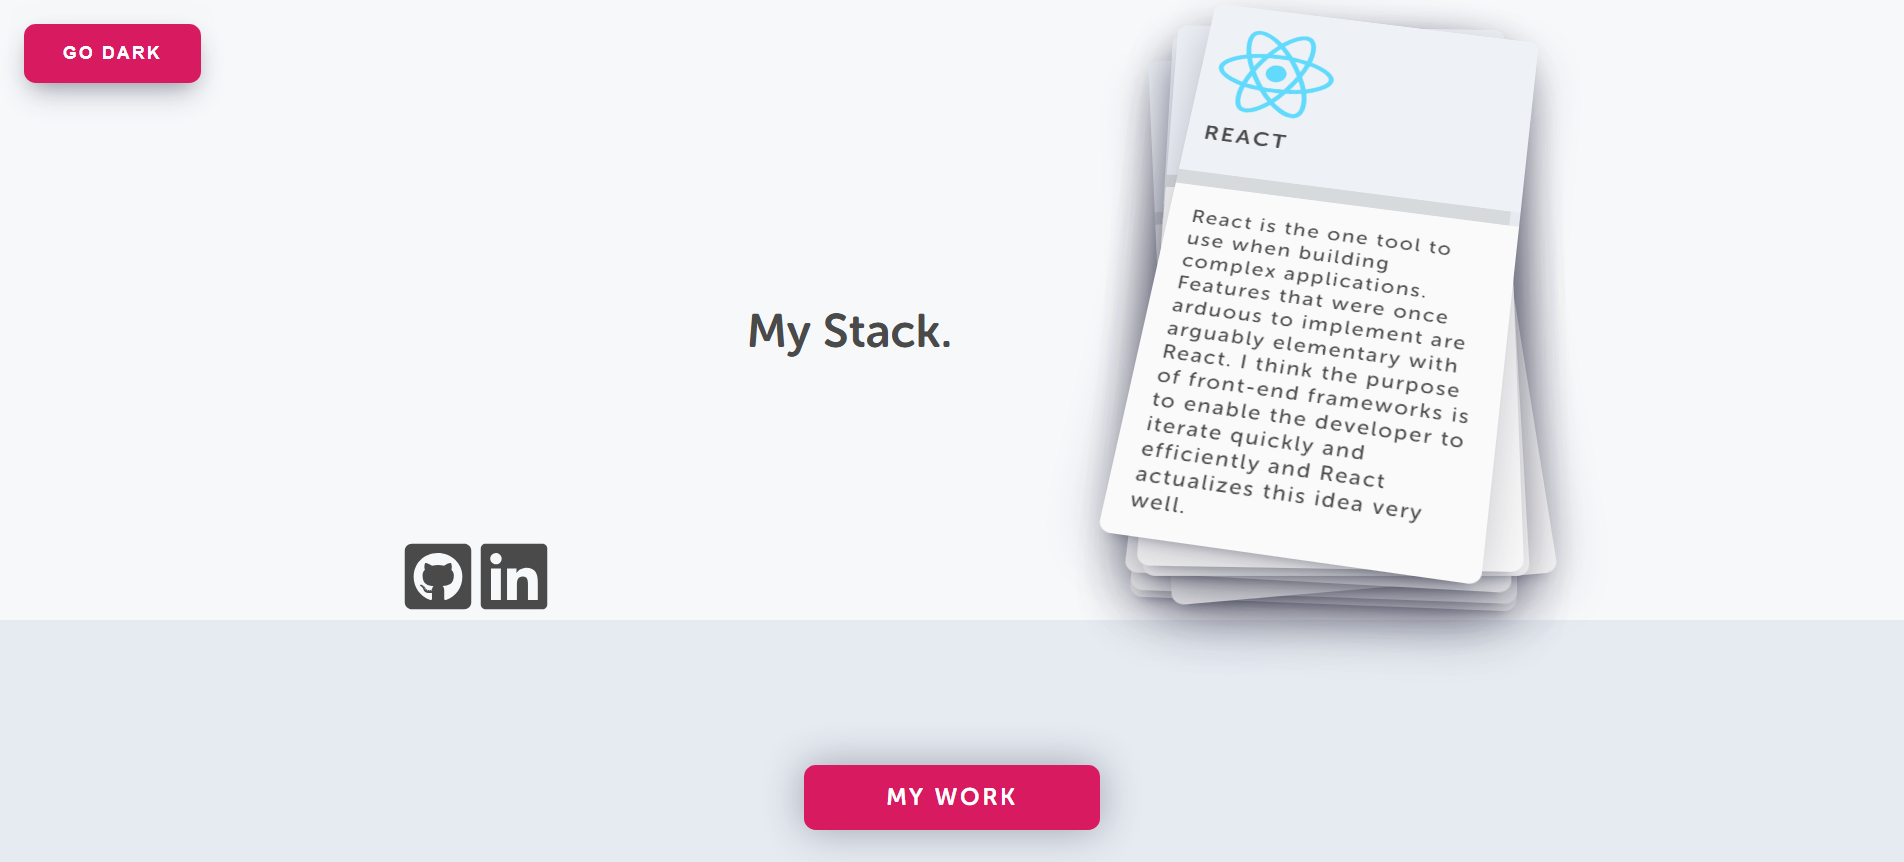 GO DARK
REACT
React is the one tool to
use when building
complex applications.
Features that were once
arduous to implement are
arguably elementary with
React. I think the purpose
of front-end frameworks is
to enable the developer to
iterate quickly and
efficiently and React
actualizes this idea very
well.
My Stack.
in
MY WORK